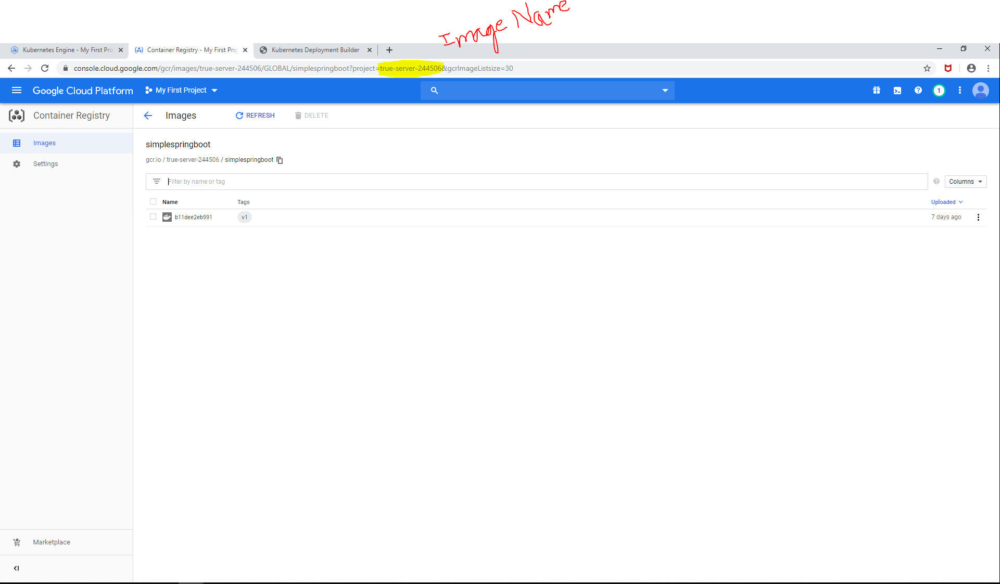 Image Name
Kubernetes Engine - My First Pro
Container Registry - My First Proj
Kubernetes Deployment Builder
console.cloud.google.com/gcr/images/true-server-244506/GLOBAL/simplespringboot?project=true-server-244506&gcrImageListsize=30
Google Cloud Platform
My First Project
1
Container Registry
Images
REFRESH
DELETE
Images
Settings
simplespringboot
gcr.io / true-server-244506 / simplespringboot
Filter by name or tag
Columns
Name
Tags
Uploaded
b11dee2eb991
v1
7 days ago
Marketplace